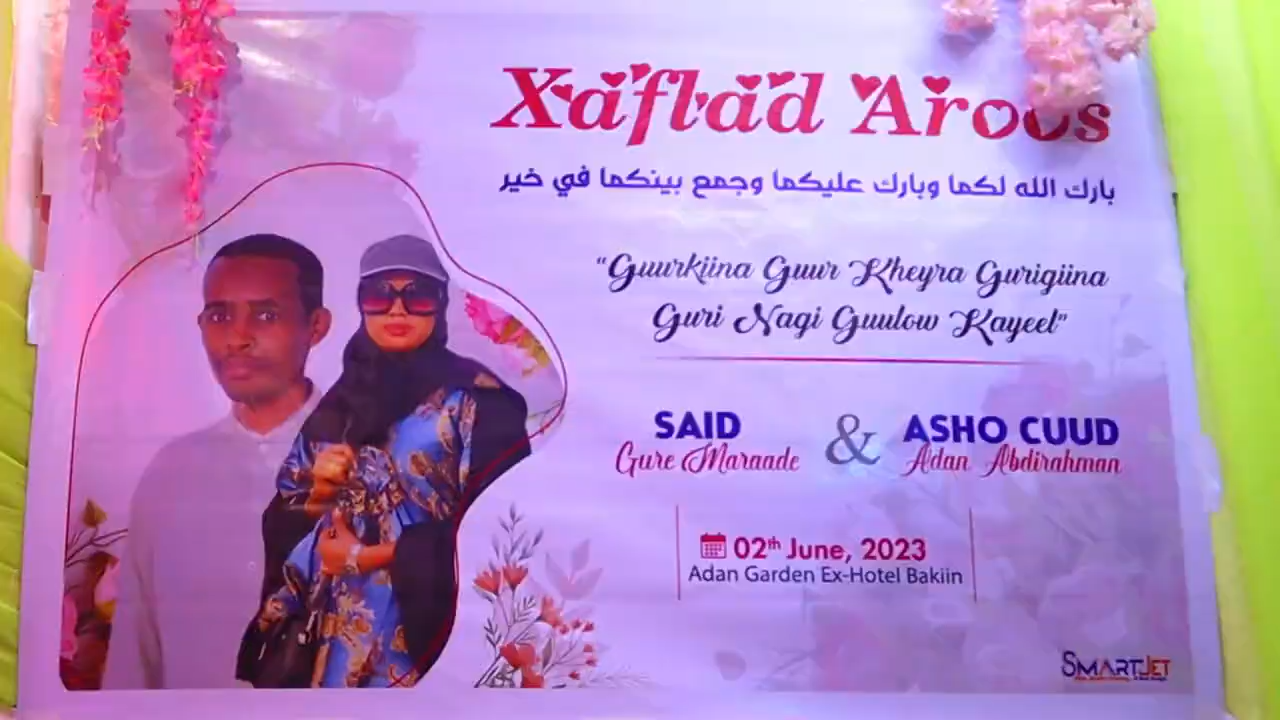 Xaflad Aroos
بارك الله لكما وبارك عليكما وجمع بينكما في خير
"Guurkiina Guur Kheyra Gurigiina
Guri Nagi Guulow Kayeel"
SAID & ASHO CUUD
Gure Maraade Adan Abdirahman
02th June, 2023
Adan Garden Ex-Hotel Bakiin
SMARTJET